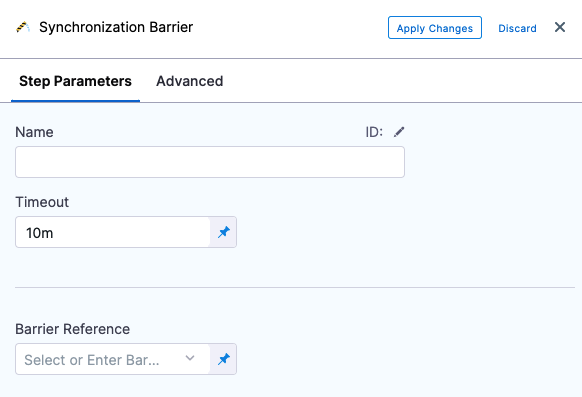 Synchronization Barrier
Apply Changes
Discard
Step Parameters
Advanced
Name
ID:
Timeout
10m
Barrier Reference
Select or Enter Bar...